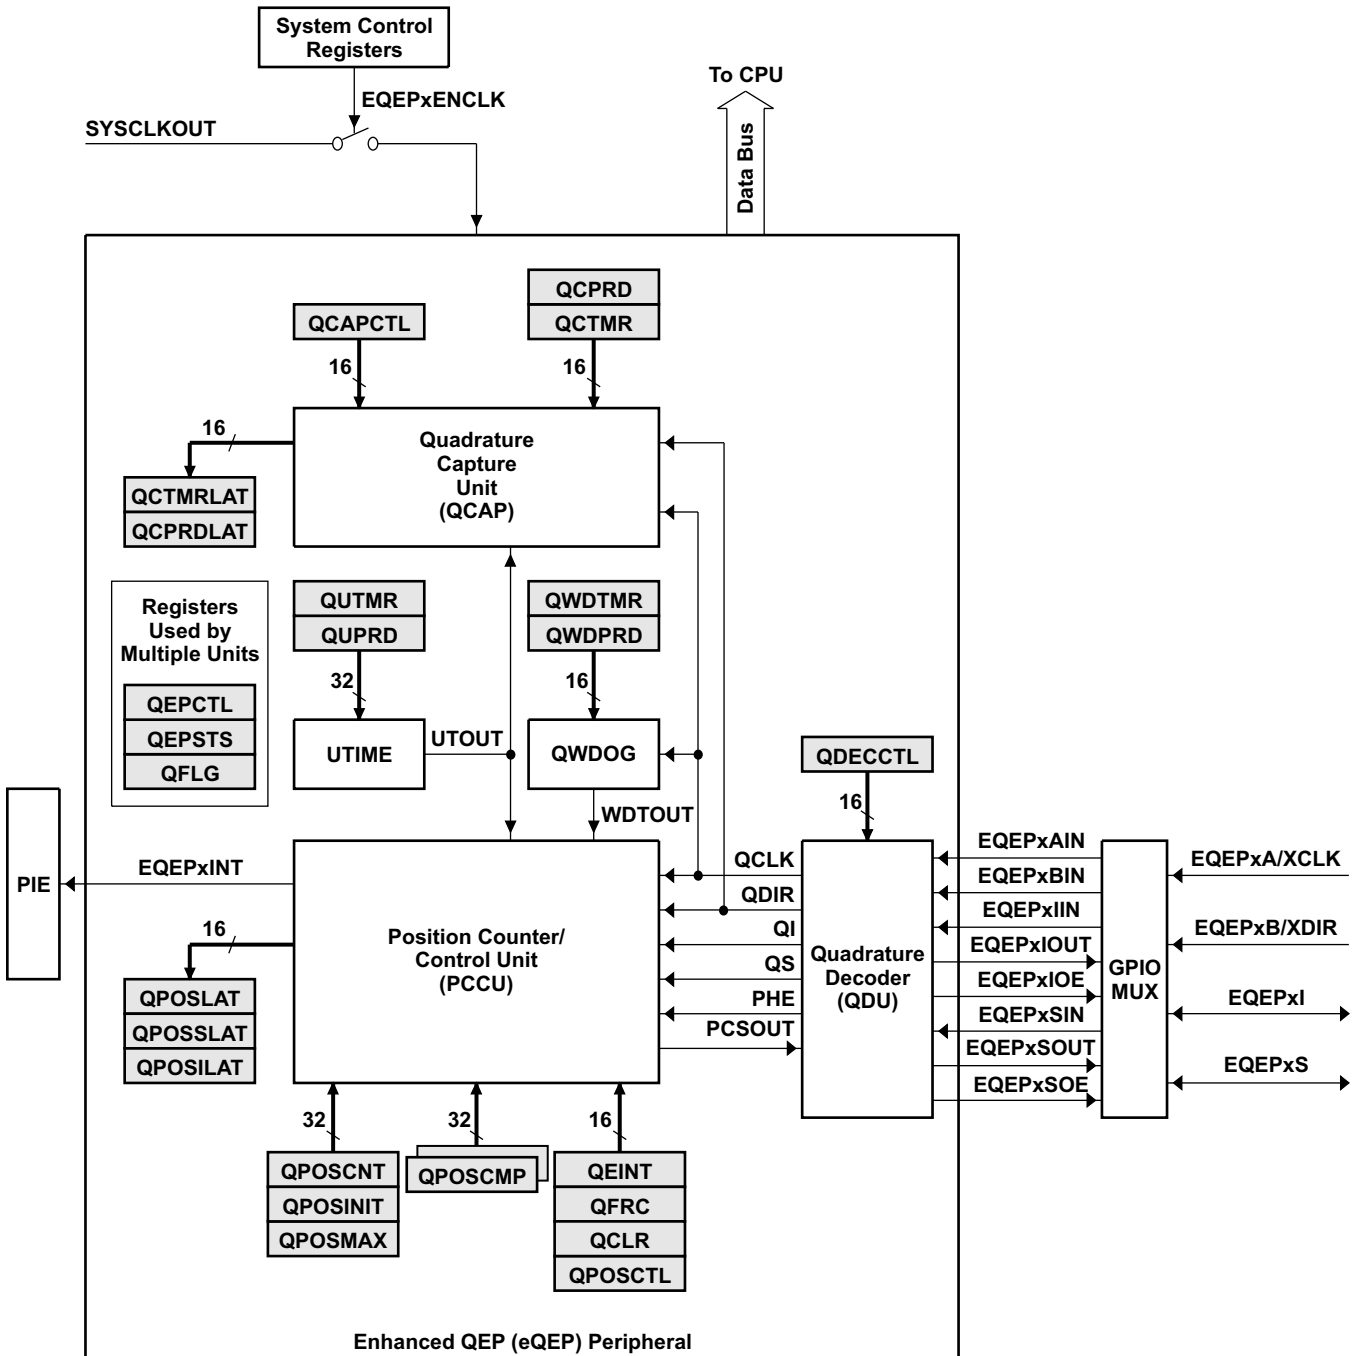 System Control
Registers
To CPU
EQEPxENCLK
SYSCLKOUT
Data Bus
QCPRD
QCAPCTL
QCTMR
16
16
16
Quadrature
Capture
Unit
(QCAP)
QCTMRLAT
QCPRDLAT
Registers
Used by
Multiple Units
QUTMR
QUPRD
QWDTMR
QWDPRD
32
16
QEPCTL
QEPSTS
QFLG
UTIME
UTOUT
QWDOG
QDECCTL
WDTOUT
16
PIE
EQEPxINT
QCLK
QDIR
QI
QS
PHE
PCSOUT
Position Counter/
Control Unit
(PCCU)
Quadrature
Decoder
(QDU)
EQEPxAIN
EQEPxBIN
EQEPxIIN
EQEPxIOUT
EQEPxIOE
EQEPxSIN
EQEPxSOUT
EQEPxSOE
GPIO
MUX
EQEPxA/XCLK
EQEPxB/XDIR
EQEPxI
EQEPxS
16
QPOSLAT
QPOSSLAT
QPOSILAT
32
32
16
QPOSCNT
QPOSINIT
QPOSMAX
QPOSCMP
QEINT
QFRC
QCLR
QPOSCTL
Enhanced QEP (eQEP) Peripheral